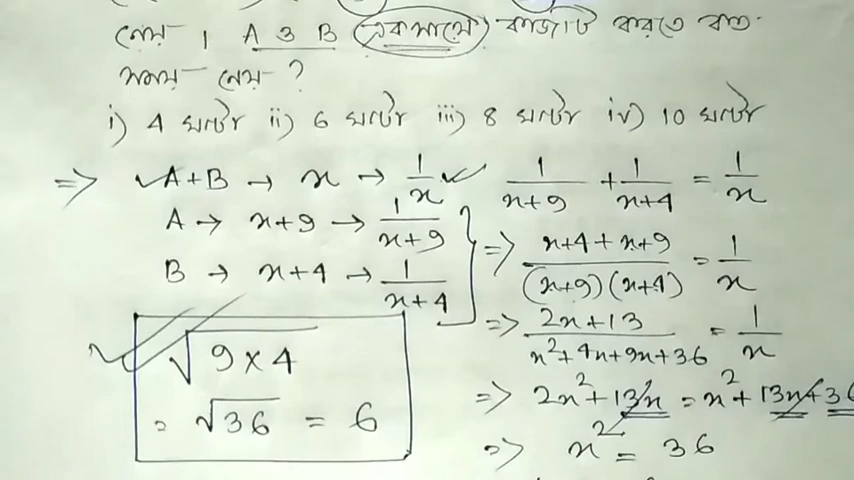 নেয় । A ও B (একসাথে) কাজটি করতে কত
সময় নেয় ?
i) 4 ঘন্টা ii) 6 ঘন্টা iii) 8 ঘন্টা iv) 10 ঘন্টা
=> ✓A+B → x → 1/x ✓
A → x+9 → 1/(x+9)
B → x+4 → 1/(x+4)
√(9×4)
= √36 = 6
1/(x+9) + 1/(x+4) = 1/x
=> (x+4+x+9)/((x+9)(x+4)) = 1/x
=> (2x+13)/(x²+4x+9x+36) = 1/x
=> 2x²+13x = x²+13x+36
=> x² = 36